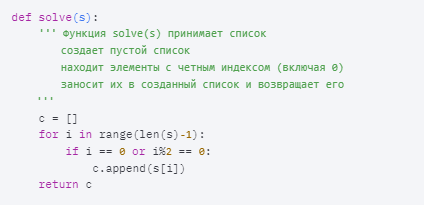 def solve(s):
    ''' Функция solve(s) принимает список
        создает пустой список
        находит элементы с четным индексом (включая 0)
        заносит их в созданный список и возвращает его
    '''
    c = []
    for i in range(len(s)-1):
        if i == 0 or i%2 == 0:
            c.append(s[i])
    return c